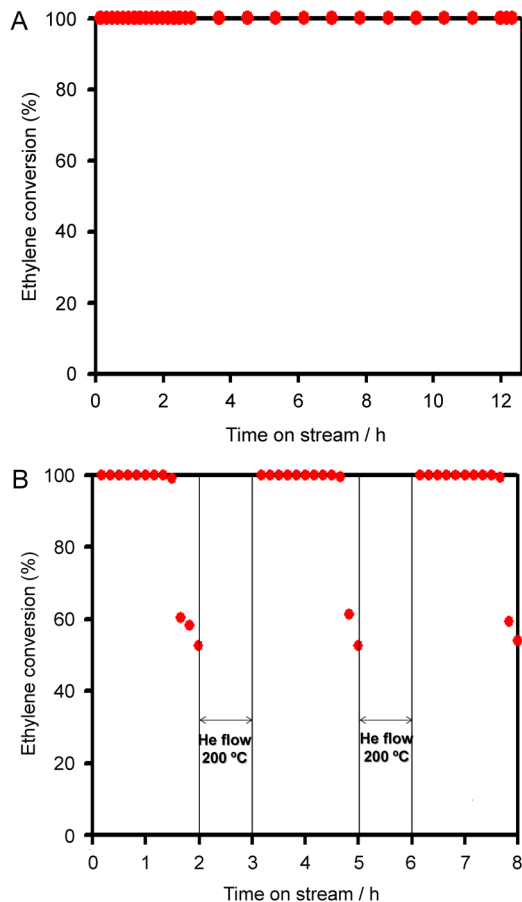 A
Ethylene conversion (%)
100
80
60
40
20
0
0 2 4 6 8 10 12
Time on stream / h
B
Ethylene conversion (%)
100
80
60
40
20
0
He flow
200 ºC
He flow
200 ºC
0 1 2 3 4 5 6 7 8
Time on stream / h